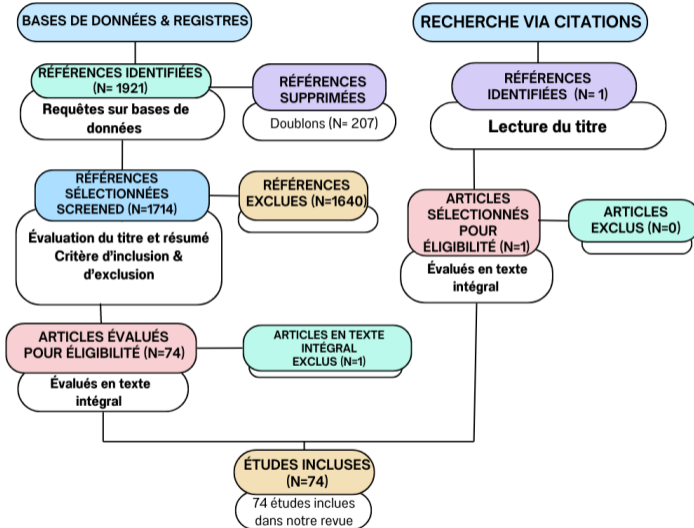 BASES DE DONNÉES & REGISTRES
RÉFÉRENCES IDENTIFIÉES
(N= 1921)
Requêtes sur bases de
données
RÉFÉRENCES
SUPPRIMÉES
Doublons (N= 207)
RÉFÉRENCES
SÉLECTIONNÉES
SCREENED (N=1714)
Évaluation du titre et résumé
Critère d'inclusion &
d'exclusion
RÉFÉRENCES
EXCLUES (N=1640)
ARTICLES ÉVALUÉS
POUR ÉLIGIBILITÉ (N=74)
Évalués en texte
intégral
ARTICLES EN TEXTE
INTÉGRAL
EXCLUS (N=1)
RECHERCHE VIA CITATIONS
RÉFÉRENCES
IDENTIFIÉES (N= 1)
Lecture du titre
ARTICLES
SÉLECTIONNÉS
POUR
ÉLIGIBILITÉ (N=1)
Évalués en texte
intégral
ARTICLES
EXCLUS (N=0)
ÉTUDES INCLUSES
(N=74)
74 études inclues
dans notre revue